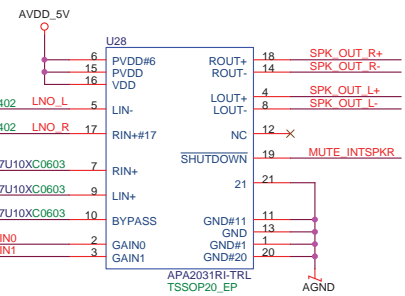 AVDD_5V
U28
6 PVDD#6 ROUT+ 18 SPK_OUT_R+
15 PVDD ROUT- 14 SPK_OUT_R-
16 VDD
LOUT+ 4 SPK_OUT_L+
402 LNO_L 5 LIN- LOUT- 8 SPK_OUT_L-
402 LNO_R 17 RIN+#17 NC 12
SHUTDOWN 19 MUTE_INTSPKR
7U10XC0603 7 RIN+
21 21
7U10XC0603 9 LIN+
7U10XC0603 10 BYPASS GND#11 11
GND 13
IN0 2 GAIN0 GND#1 1
IN1 3 GAIN1 GND#20 20
APA2031RI-TRL
TSSOP20_EP
AGND